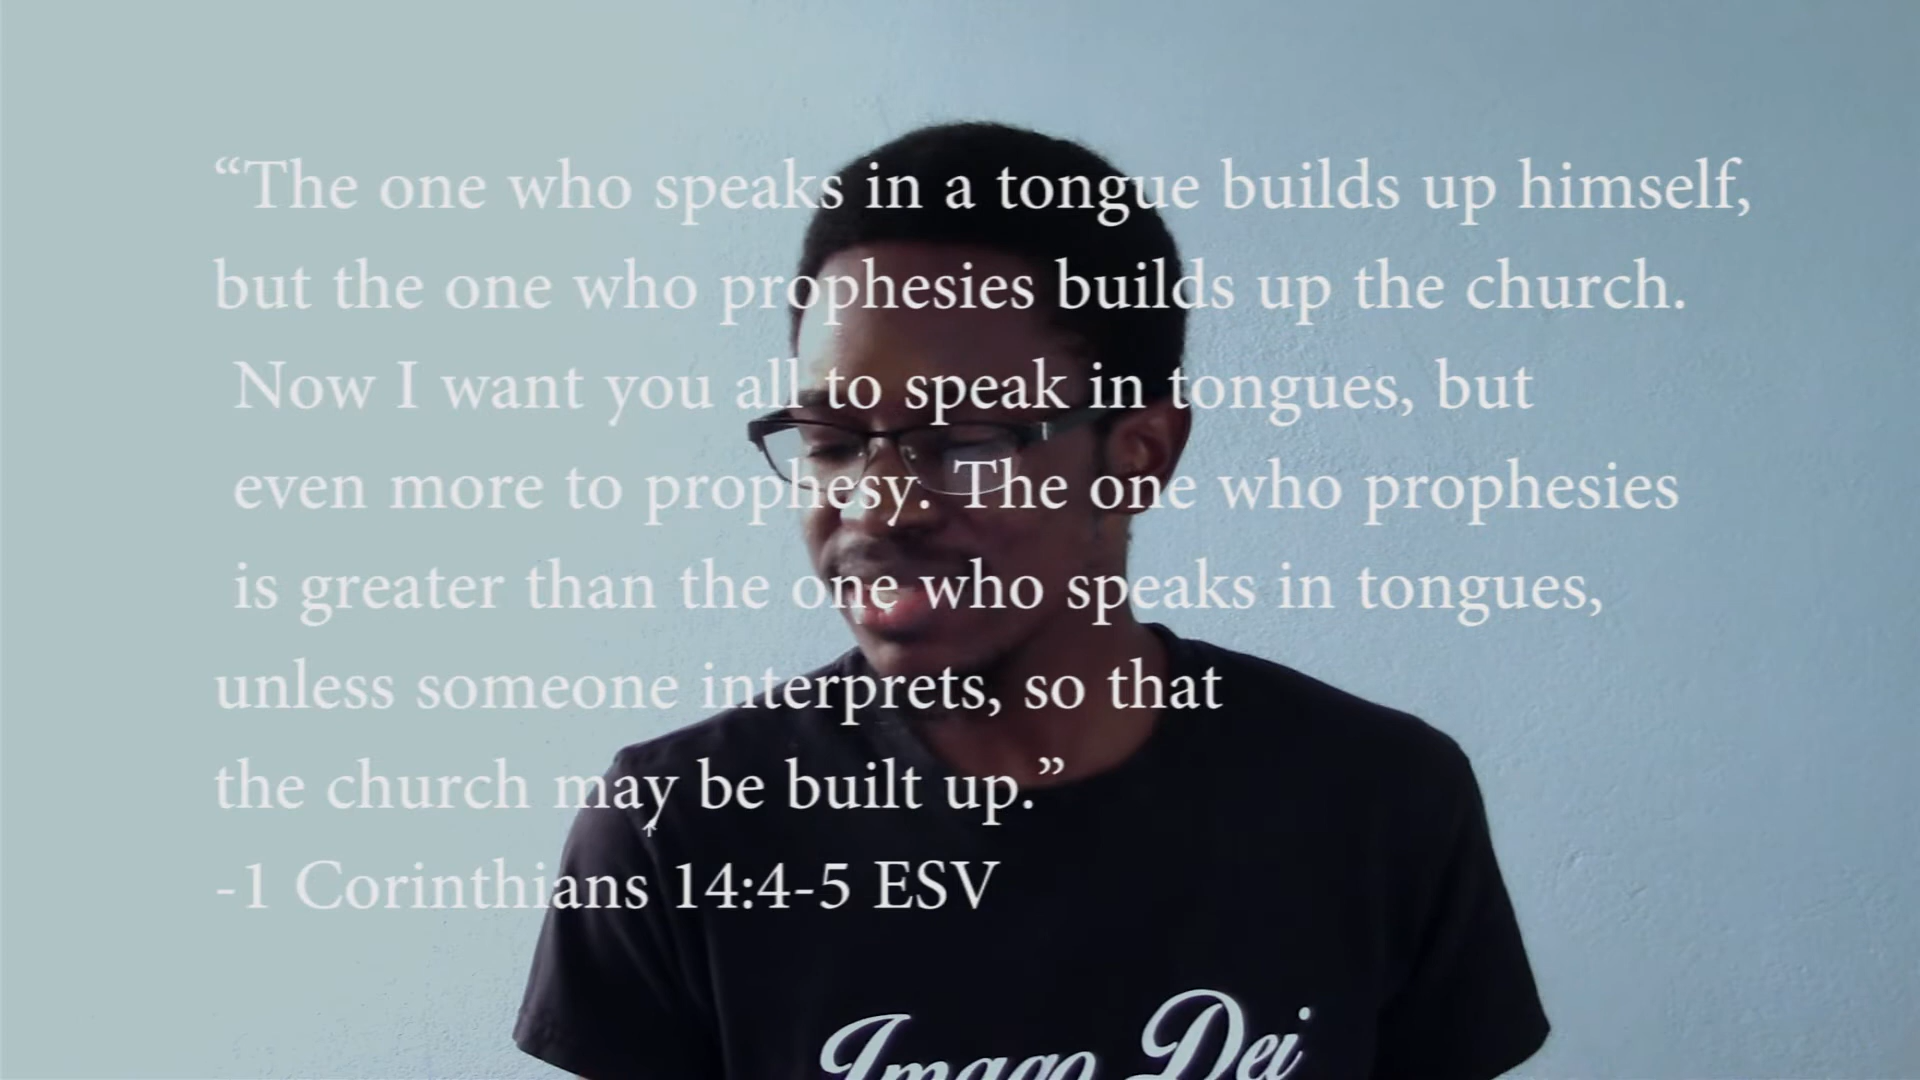 “The one who speaks in a tongue builds up himself,
but the one who prophesies builds up the church.
Now I want you all to speak in tongues, but
even more to prophesy. The one who prophesies
is greater than the one who speaks in tongues,
unless someone interprets, so that
the church may be built up.”
-1 Corinthians 14:4-5 ESV
Imago Dei